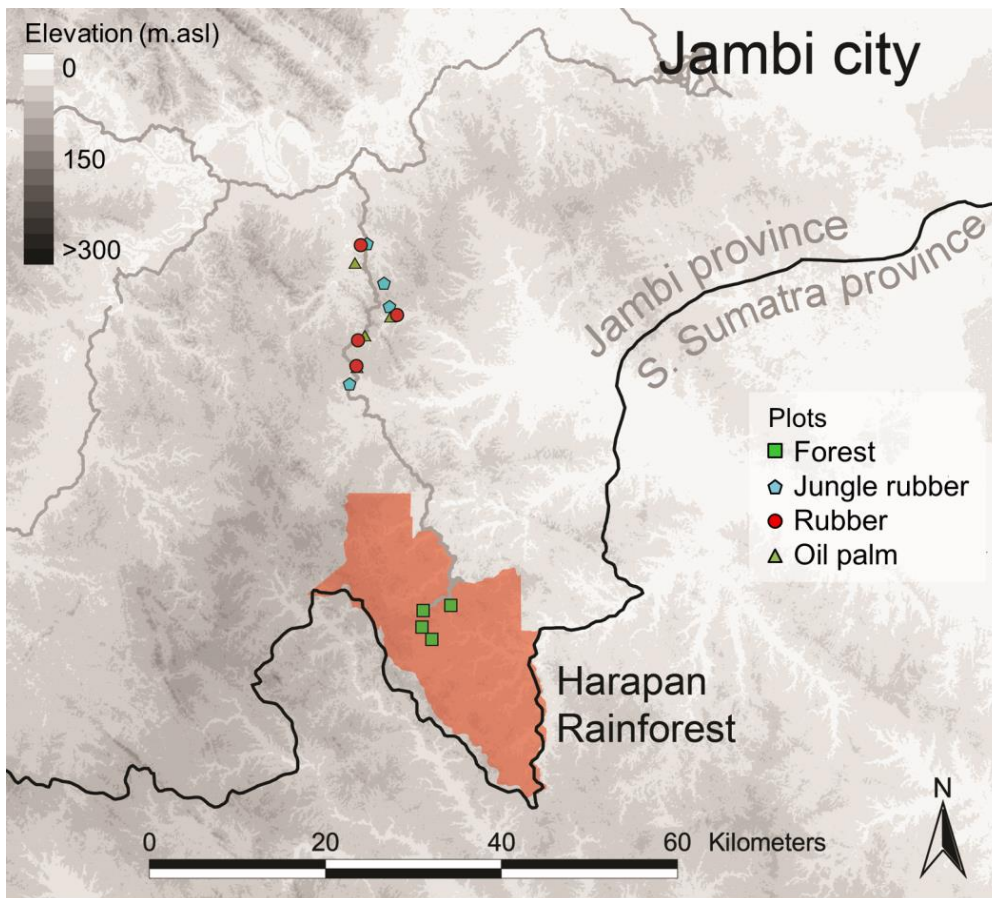 Elevation (m.asl)
0
150
>300
Jambi city
Jambi province
S. Sumatra province
Plots
Forest
Jungle rubber
Rubber
Oil palm
Harapan
Rainforest
N
0 20 40 60 Kilometers